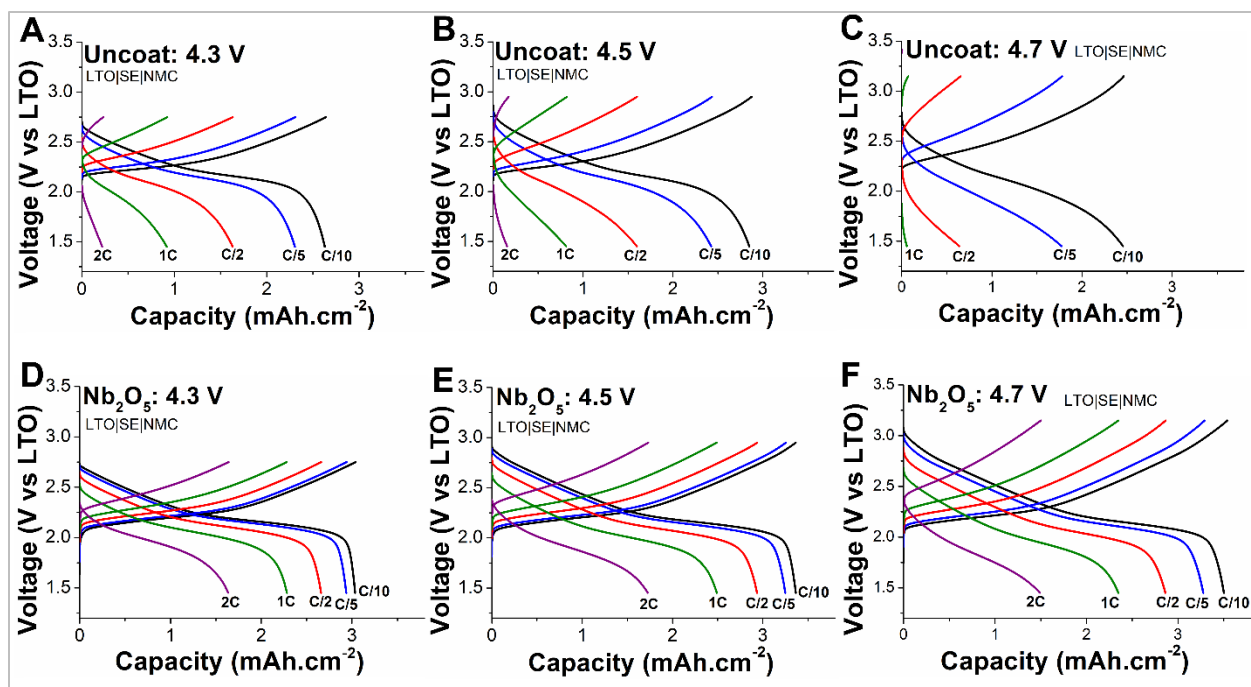 A
Uncoat: 4.3 V
LTO|SE|NMC
Voltage (V vs LTO)
3.5
3.0
2.5
2.0
1.5
2C
1C
C/2
C/5
C/10
0
1
2
3
Capacity (mAh.cm⁻²)
B
Uncoat: 4.5 V
LTO|SE|NMC
Voltage (V vs LTO)
3.5
3.0
2.5
2.0
1.5
2C
1C
C/2
C/5
C/10
0
1
2
3
Capacity (mAh.cm⁻²)
C
Uncoat: 4.7 V LTO|SE|NMC
Voltage (V vs LTO)
3.5
3.0
2.5
2.0
1.5
1C
C/2
C/5
C/10
0
1
2
3
Capacity (mAh.cm⁻²)
D
Nb₂O₅: 4.3 V
LTO|SE|NMC
Voltage (V vs LTO)
3.5
3.0
2.5
2.0
1.5
2C
1C
C/2
C/5
C/10
0
1
2
3
Capacity (mAh.cm⁻²)
E
Nb₂O₅: 4.5 V
LTO|SE|NMC
Voltage (V vs LTO)
3.5
3.0
2.5
2.0
1.5
2C
1C
C/2
C/5
C/10
0
1
2
3
Capacity (mAh.cm⁻²)
F
Nb₂O₅: 4.7 V LTO|SE|NMC
Voltage (V vs LTO)
3.5
3.0
2.5
2.0
1.5
2C
1C
C/2
C/5
C/10
0
1
2
3
Capacity (mAh.cm⁻²)